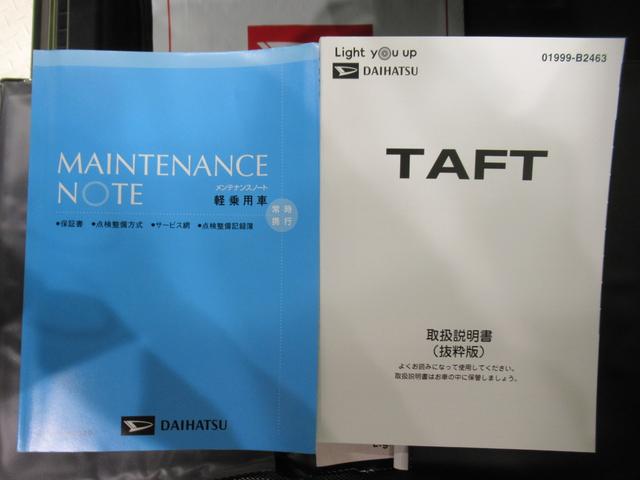 MAINTENANCE
NOTE
メンテナンスノート
軽乗用車
常時
携行
●保証書 ●点検整備方式 ●サービス網 ●点検整備記録簿
DAIHATSU
Light you up
DAIHATSU
01999-B2463
TAFT
取扱説明書
(抜粋版)
よくお読みになって使用してください。
取扱説明書はお車の中に保管しましょう。